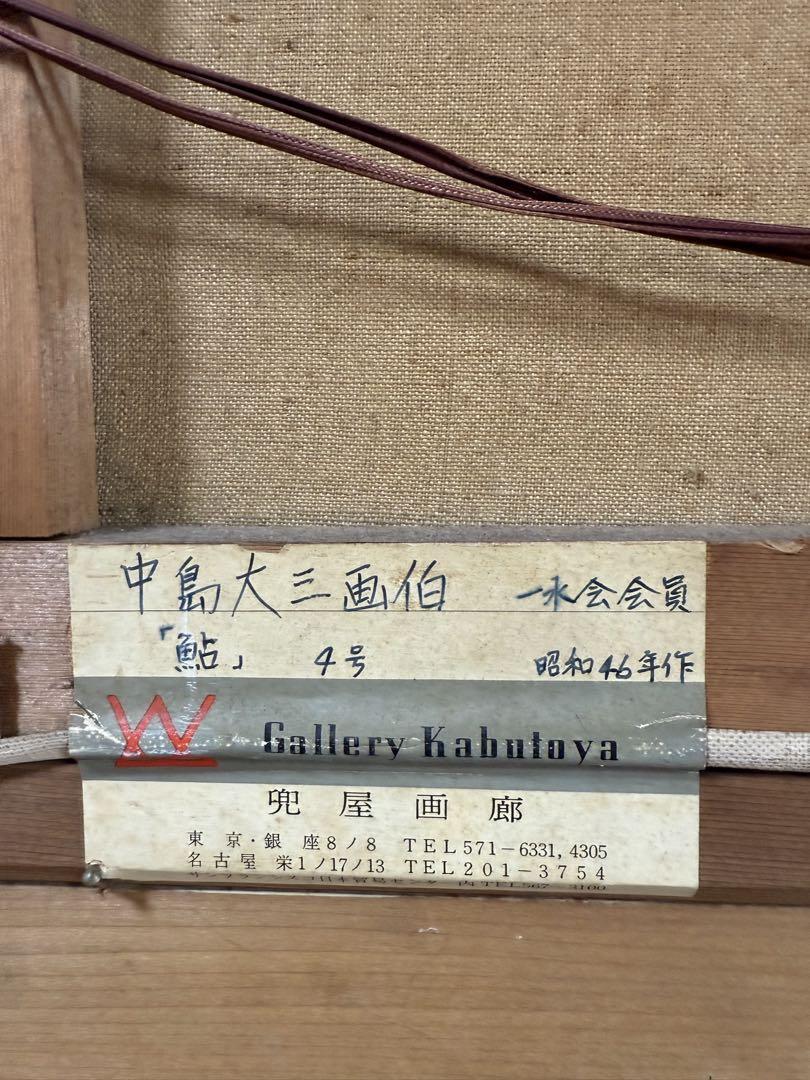 中島大三画伯 一水会会員
「鮎」 4号 昭和46年作
Gallery Kabutoya
兜屋画廊
東京・銀座8ノ8 TEL571-6331, 4305
名古屋 栄1ノ17ノ13 TEL201-3754